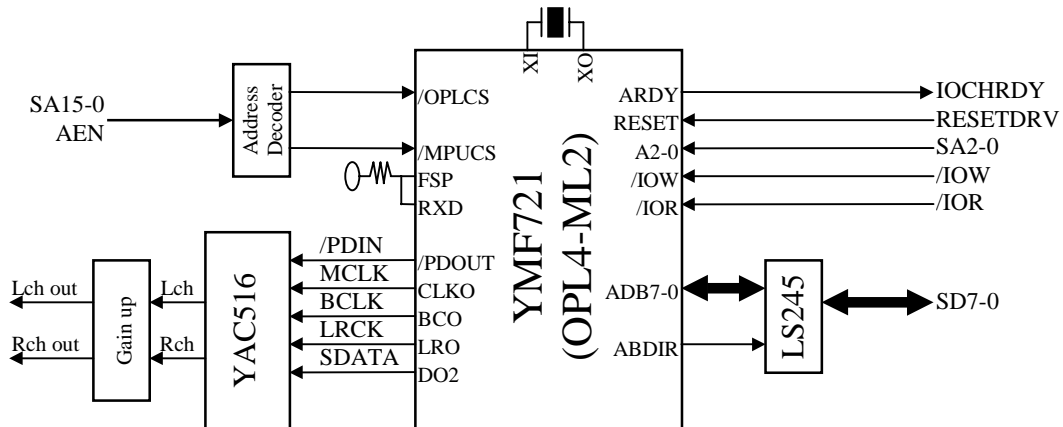 XI
XO
SA15-0
AEN
Address
Decoder
/OPLCS
/MPUCS
FSP
RXD
YMF721
(OPL4-ML2)
ARDY
RESET
A2-0
/IOW
/IOR
IOCHRDY
RESETDRV
SA2-0
/IOW
/IOR
Lch out
Rch out
Gain up
Lch
Rch
YAC516
/PDIN
MCLK
BCLK
LRCK
SDATA
/PDOUT
CLKO
BCO
LRO
DO2
ADB7-0
ABDIR
LS245
SD7-0